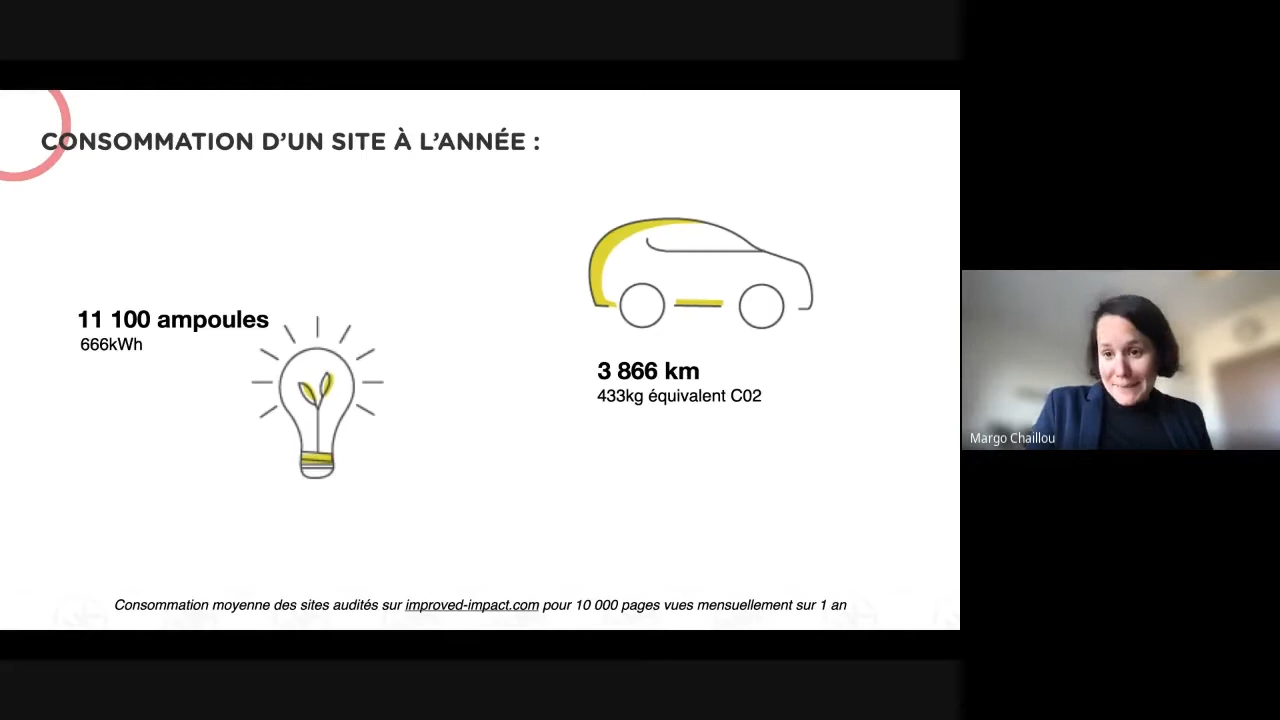 CONSOMMATION D'UN SITE À L'ANNÉE :
11 100 ampoules
666kWh
3 866 km
433kg équivalent C02
Consommation moyenne des sites audités sur improved-impact.com pour 10 000 pages vues mensuellement sur 1 an
Margo Chaillou